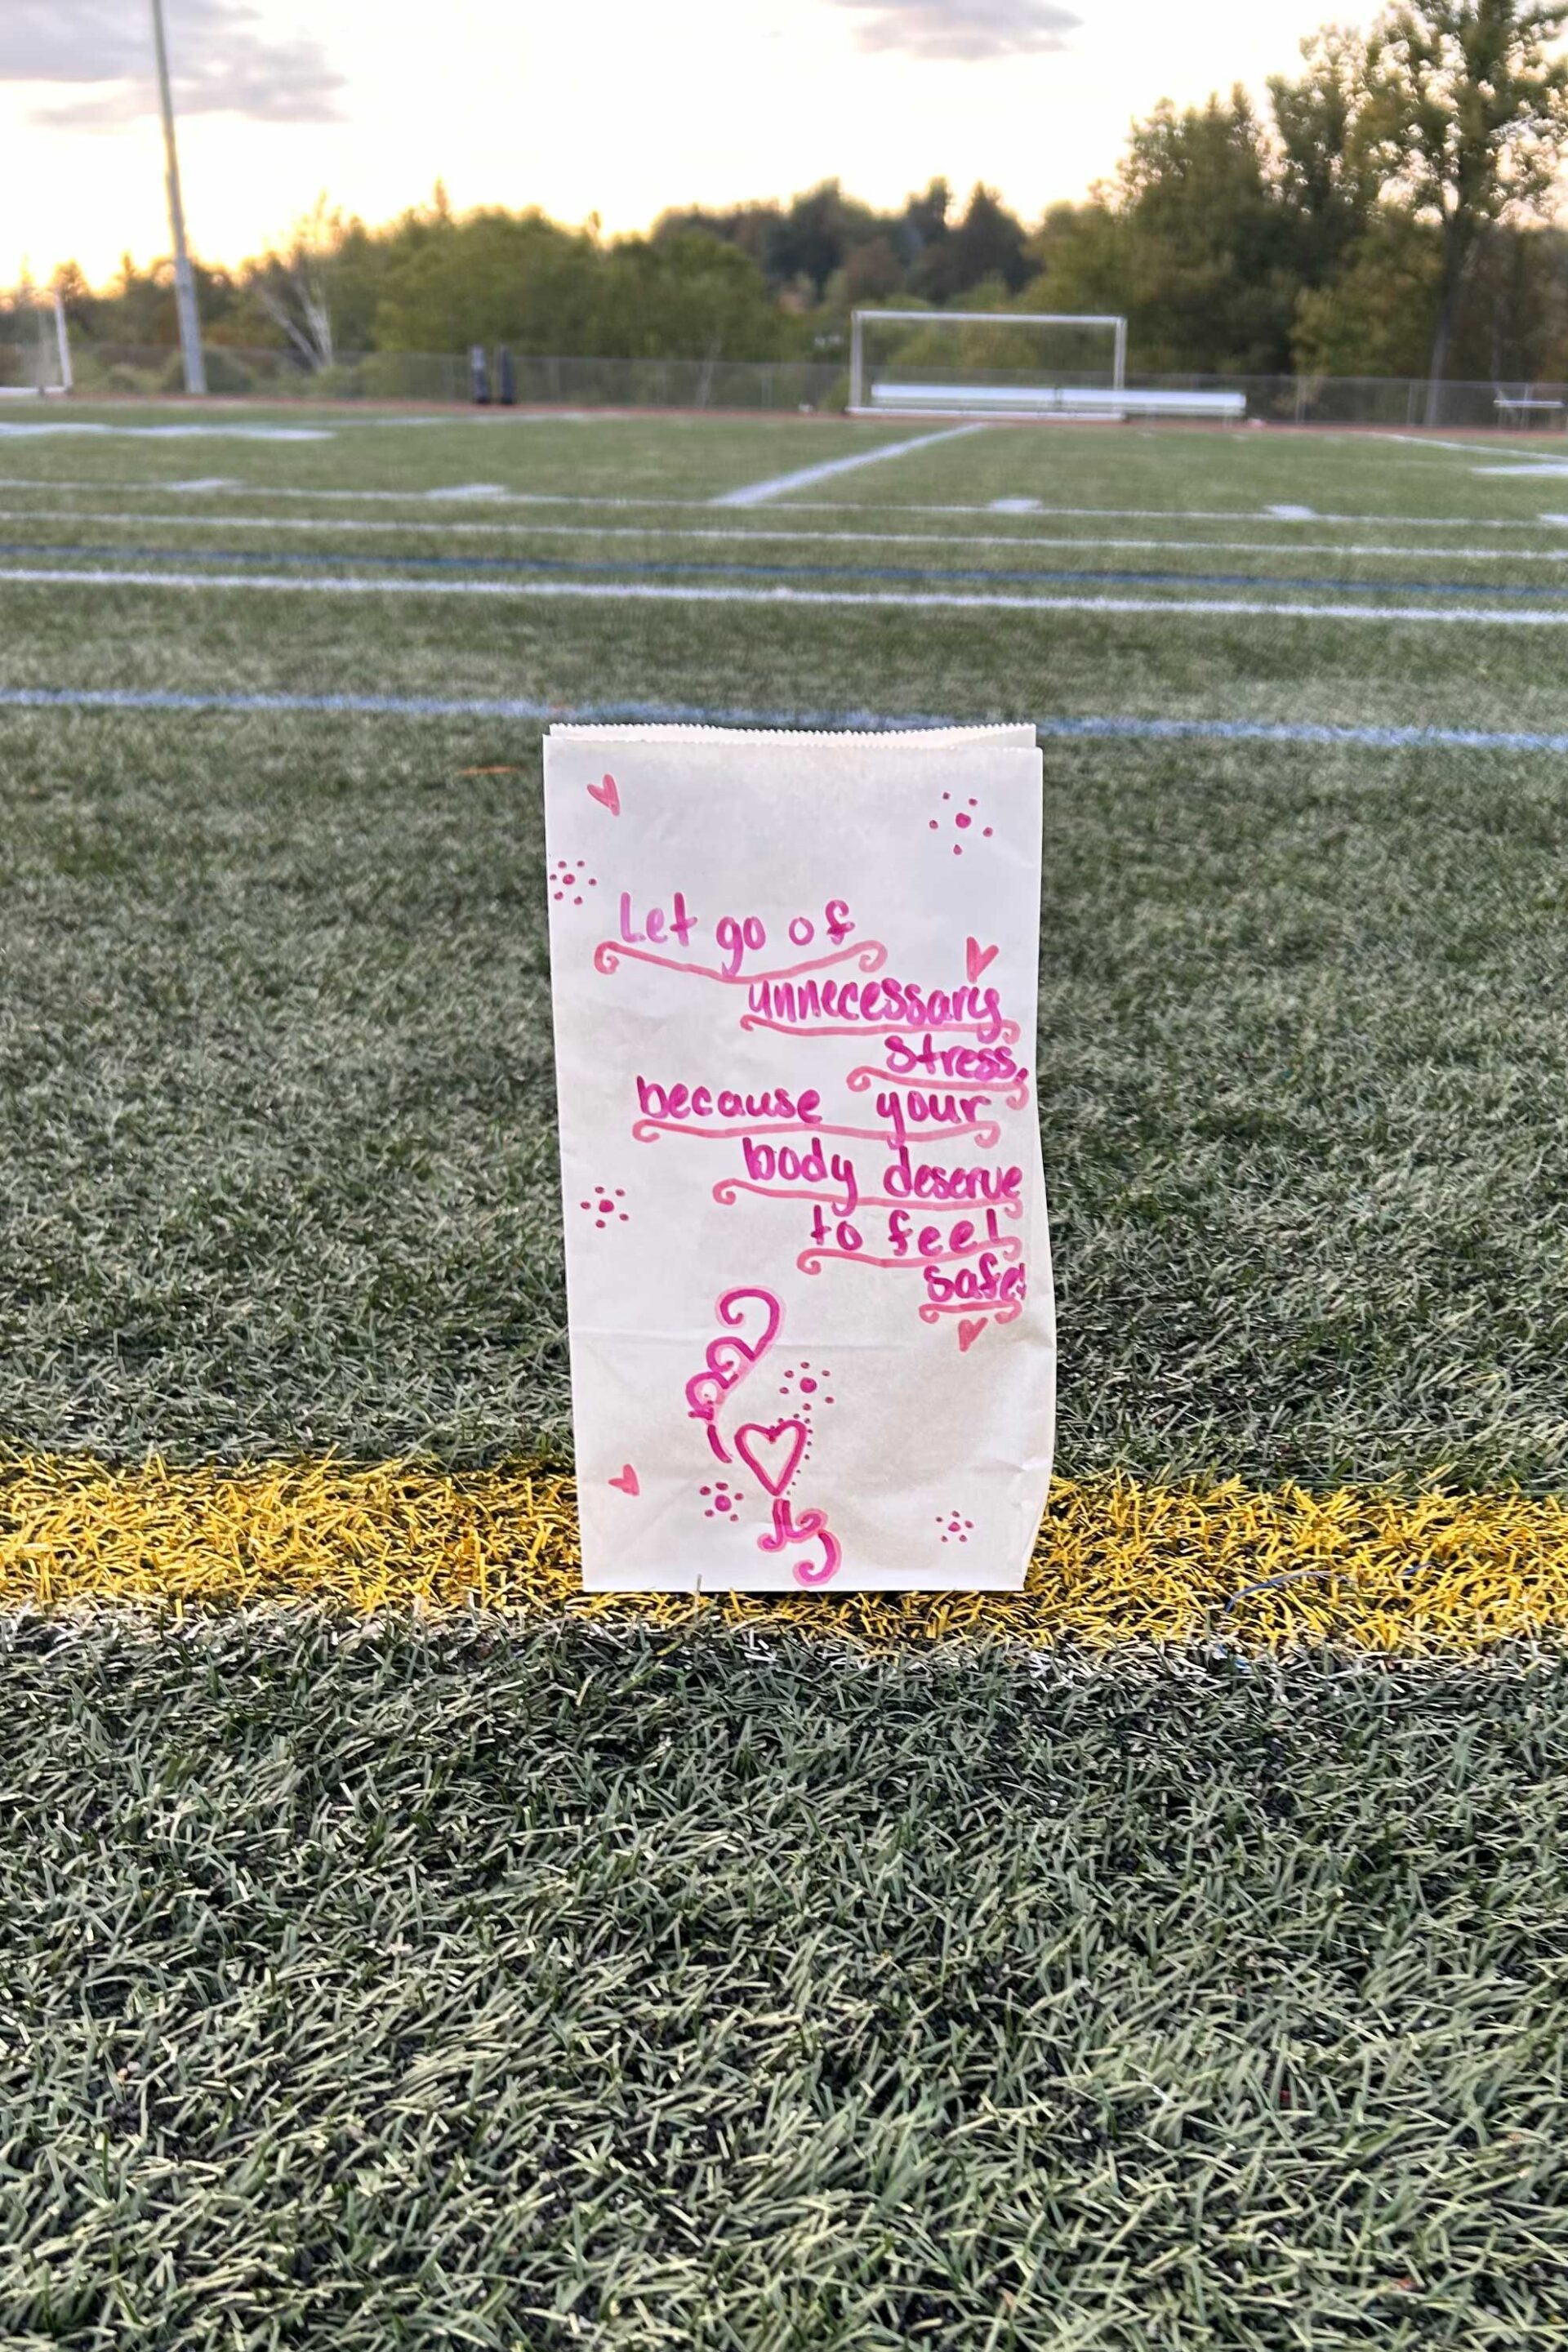 Let go of
unnecessary
stress,
because your
body deserve
to feel
safe!